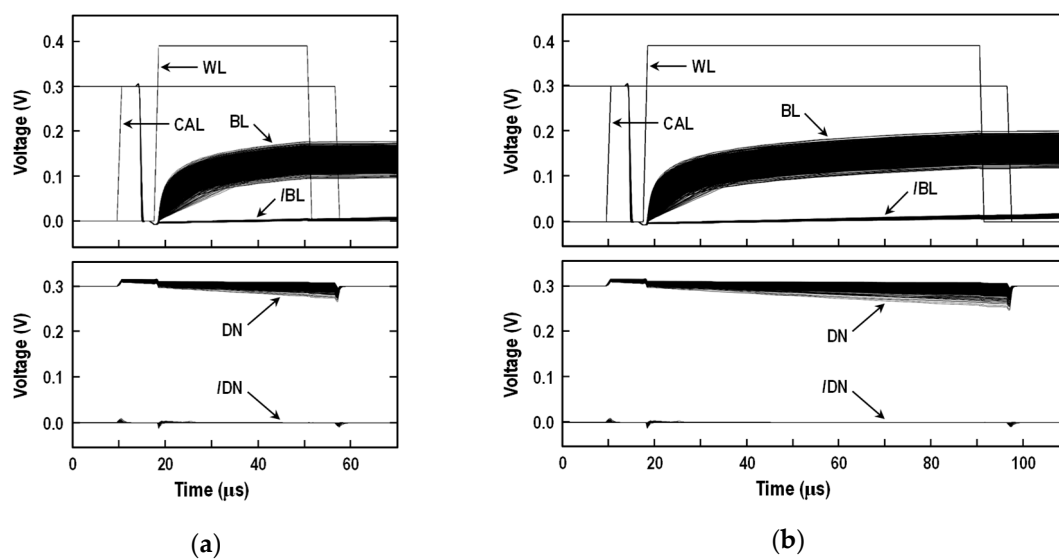 0.4
0.3
0.2
0.1
0.0
Voltage (V)
WL
CAL
BL
/BL
0.3
0.2
0.1
0.0
Voltage (V)
DN
/DN
0 20 40 60
Time (μs)
(a)
0.4
0.3
0.2
0.1
0.0
Voltage (V)
WL
CAL
BL
/BL
0.3
0.2
0.1
0.0
Voltage (V)
DN
/DN
0 20 40 60 80 100
Time (μs)
(b)